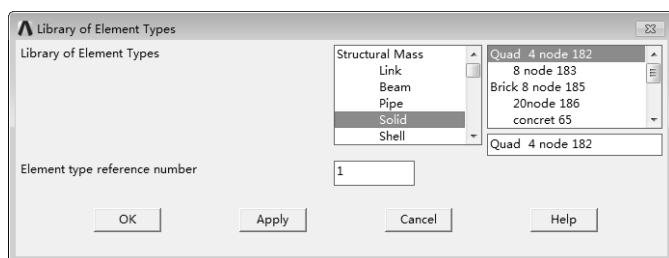 Library of Element Types
Library of Element Types
Structural Mass
Link
Beam
Pipe
Solid
Shell
Quad 4 node 182
8 node 183
Brick 8 node 185
20node 186
concret 65
Quad 4 node 182
Element type reference number
1
OK
Apply
Cancel
Help